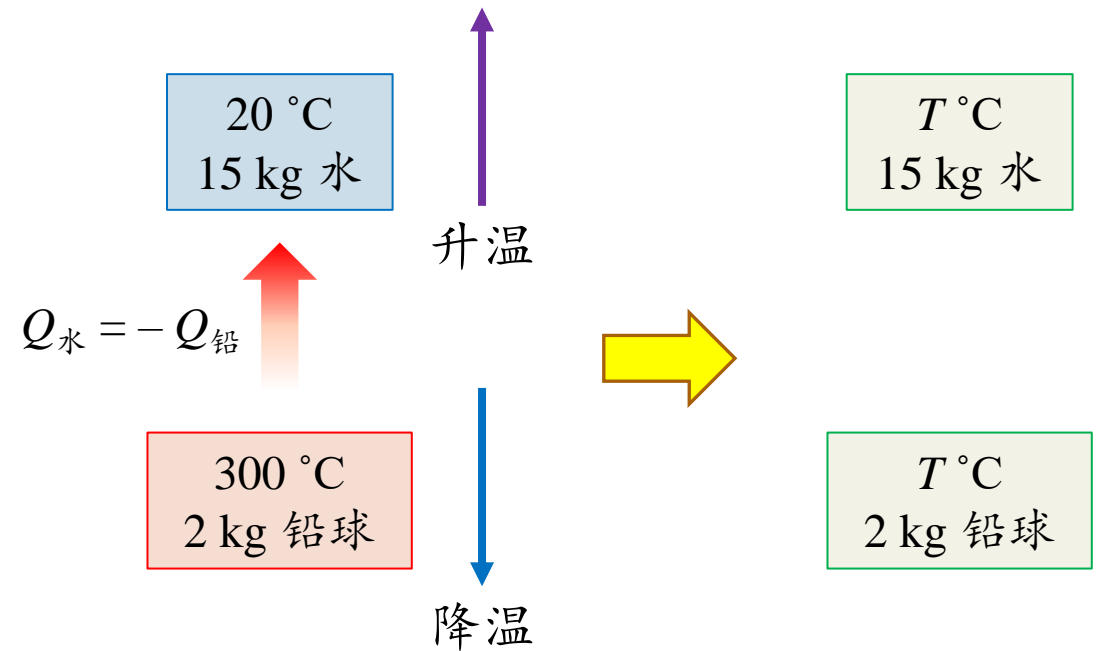 20 ˚C
15 kg 水
T ˚C
15 kg 水
升温
Q水 = – Q铅
300 ˚C
2 kg 铅球
T ˚C
2 kg 铅球
降温